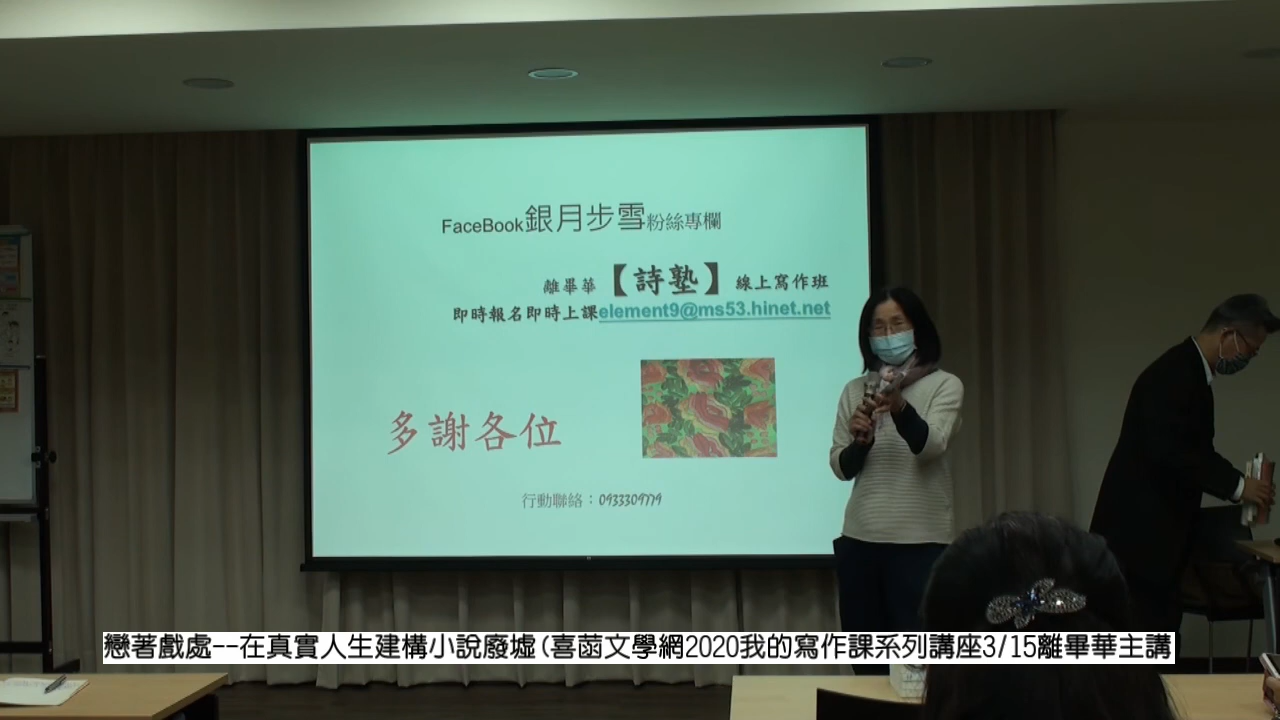 FaceBook銀月步雪粉絲專欄
離畢華【詩塾】線上寫作班
即時報名即時上課element9@ms53.hinet.net
多謝各位
行動聯絡：0933309779
戀著戲處--在真實人生建構小說廢墟(喜菡文學網2020我的寫作課系列講座3/15離畢華主講